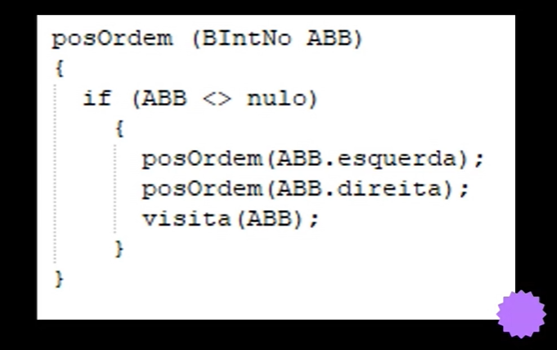 posOrdem (BIntNo ABB)
{
if (ABB <> nulo)
{
posOrdem(ABB.esquerda);
posOrdem(ABB.direita);
visita(ABB);
}
}